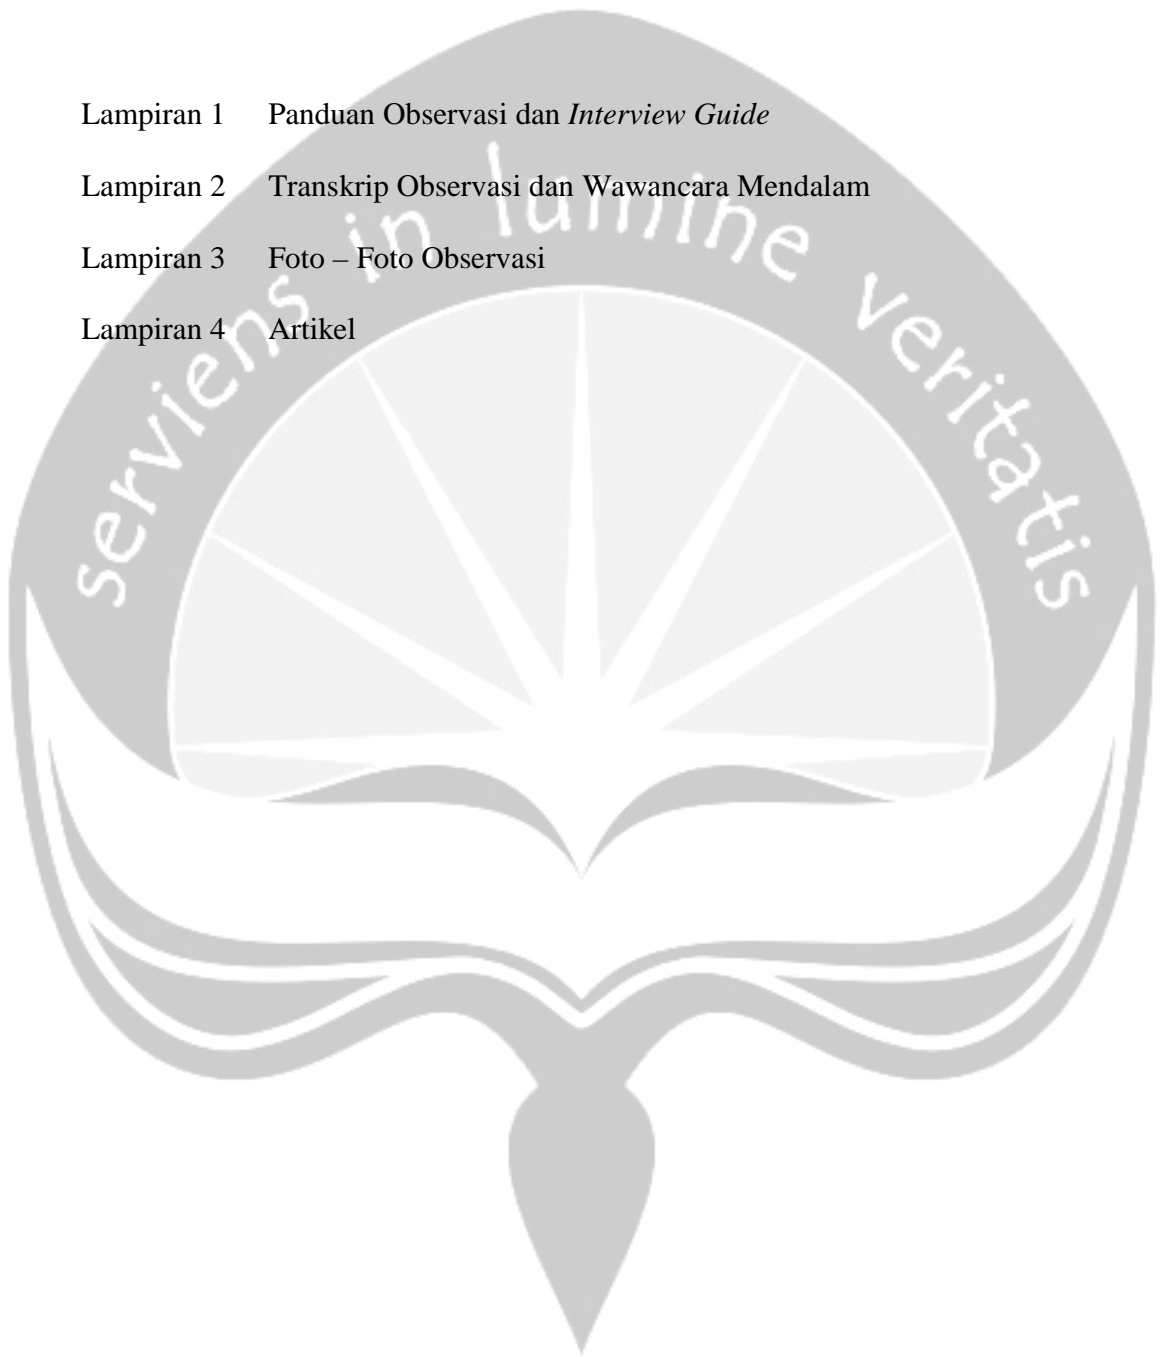 Lampiran 1 Panduan Observasi dan Interview Guide
Lampiran 2 Transkrip Observasi dan Wawancara Mendalam
Lampiran 3 Foto – Foto Observasi
Lampiran 4 Artikel
serviens in lumine veritatis